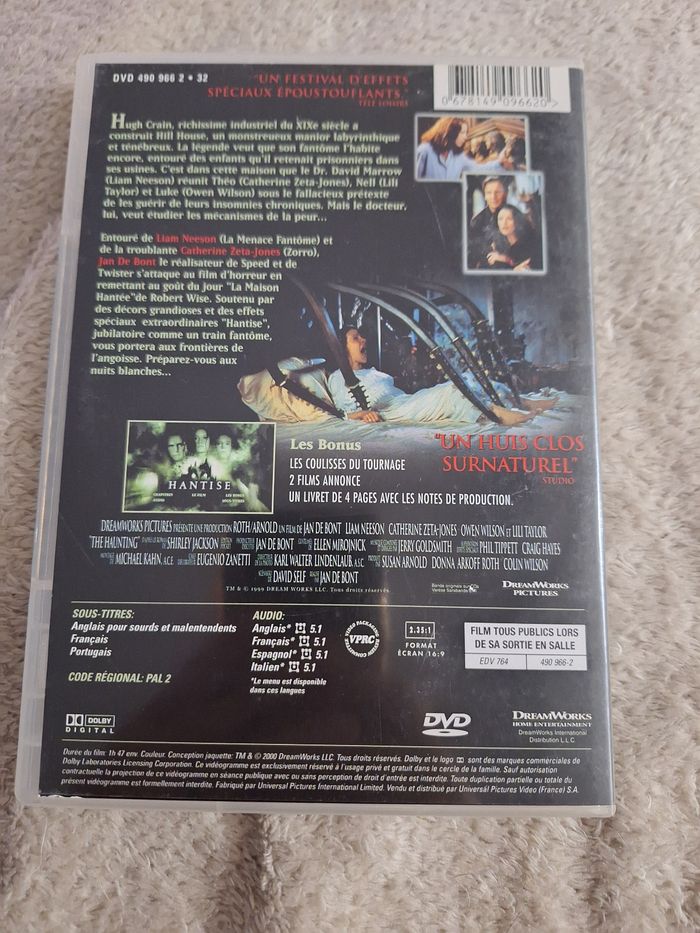 DVD 490 966 2 • 32
"UN FESTIVAL D'EFFETS
SPÉCIAUX ÉPOUSTOUFLANTS."
TÉLÉ LOISIRS
0 678149 096620 >
Hugh Crain, richissime industriel du XIXe siècle a
construit Hill House, un monstrueux manior labyrinthique
et ténébreux. La légende veut que son fantôme l'habite
encore, entouré des enfants qu'il retenait prisonniers dans
ses usines. C'est dans cette maison que le Dr. David Marrow
(Liam Neeson) réunit Théo (Catherine Zeta-Jones), Nell (Lili
Taylor) et Luke (Owen Wilson) sous le fallacieux prétexte
de les guérir de leurs insomnies chroniques. Mais le docteur,
lui, veut étudier les mécanismes de la peur...
Entouré de Liam Neeson (La Menace Fantôme) et
de la troublante Catherine Zeta-Jones (Zorro),
Jan De Bont le réalisateur de Speed et de
Twister s'attaque au film d'horreur en
remettant au goût du jour "La Maison
Hantée"de Robert Wise. Soutenu par
des décors grandioses et des effets
spéciaux extraordinaires "Hantise",
jubilatoire comme un train fantôme,
vous portera aux frontières de
l'angoisse. Préparez-vous aux
nuits blanches...
"UN HUIS CLOS
SURNATUREL"
STUDIO
HANTISE
CHAPITRES
AUDIO
LE FILM
LES BONUS
SOUS-TITRES
Les Bonus
LES COULISSES DU TOURNAGE
2 FILMS ANNONCE
UN LIVRET DE 4 PAGES AVEC LES NOTES DE PRODUCTION.
DREAMWORKS PICTURES PRÉSENTE UNE PRODUCTION ROTH/ARNOLD UN FILM DE JAN DE BONT LIAM NEESON CATHERINE ZETA-JONES OWEN WILSON ET LILI TAYLOR
"THE HAUNTING" SHIRLEY JACKSON JAN DE BONT ELLEN MIROJNICK JERRY GOLDSMITH PHIL TIPPETT CRAIG HAYES
MICHAEL KAHN, A.C.E. EUGENIO ZANETTI KARL WALTER LINDENLAUB, A.S.C. SUSAN ARNOLD DONNA ARKOFF ROTH COLIN WILSON
DAVID SELF JAN DE BONT
TM & © 1999 DREAM WORKS LLC. Tous droits réservés.
Bande originale sur CDs
Varèse Sarabande
DREAMWORKS
PICTURES
SOUS-TITRES:
Anglais pour sourds et malentendents
Français
Portugais
CODE RÉGIONAL: PAL 2
AUDIO:
Anglais* 5.1
Français* 5.1
Espagnol* 5.1
Italien* 5.1
*Le menu est disponible
dans ces langues
VPRC
2.35:1
FORMAT
ÉCRAN 16:9
FILM TOUS PUBLICS LORS
DE SA SORTIE EN SALLE
EDV 764
490 966-2
DOLBY
DIGITAL
DVD
VIDEO
DREAMWORKS
HOME ENTERTAINMENT
DreamWorks International
Distribution L.L.C.
Durée du film: 1h 47 env. Couleur. Conception jaquette: TM & © 2000 DreamWorks LLC. Tous droits réservés. Dolby et le logo sont des marques commerciales de
Dolby Laboratories Licensing Corporation. Ce vidéogramme est exclusivement réservé à l'usage privé et gratuit dans le cercle de la famille. Sauf autorisation
contractuelle la projection de ce vidéogramme en séance publique avec ou sans perception de droit d'entrée est interdite. Toute duplication partielle ou totale du
présent vidéogramme est formellement interdite. Fabriqué par Universal Pictures International Limited. Vendu et distribué par Universal Pictures Video (France) S.A.